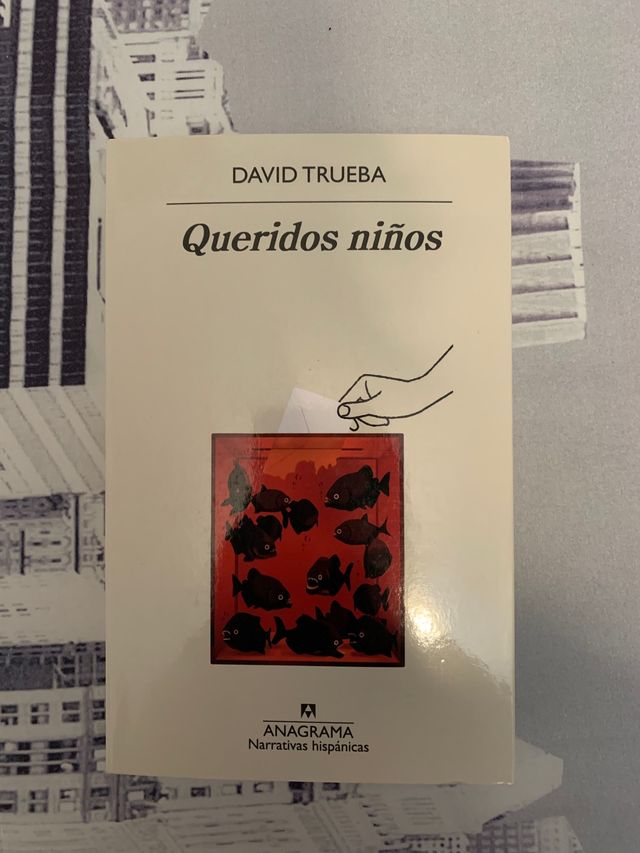 DAVID TRUEBA
Queridos niños
ANAGRAMA
Narrativas hispánicas